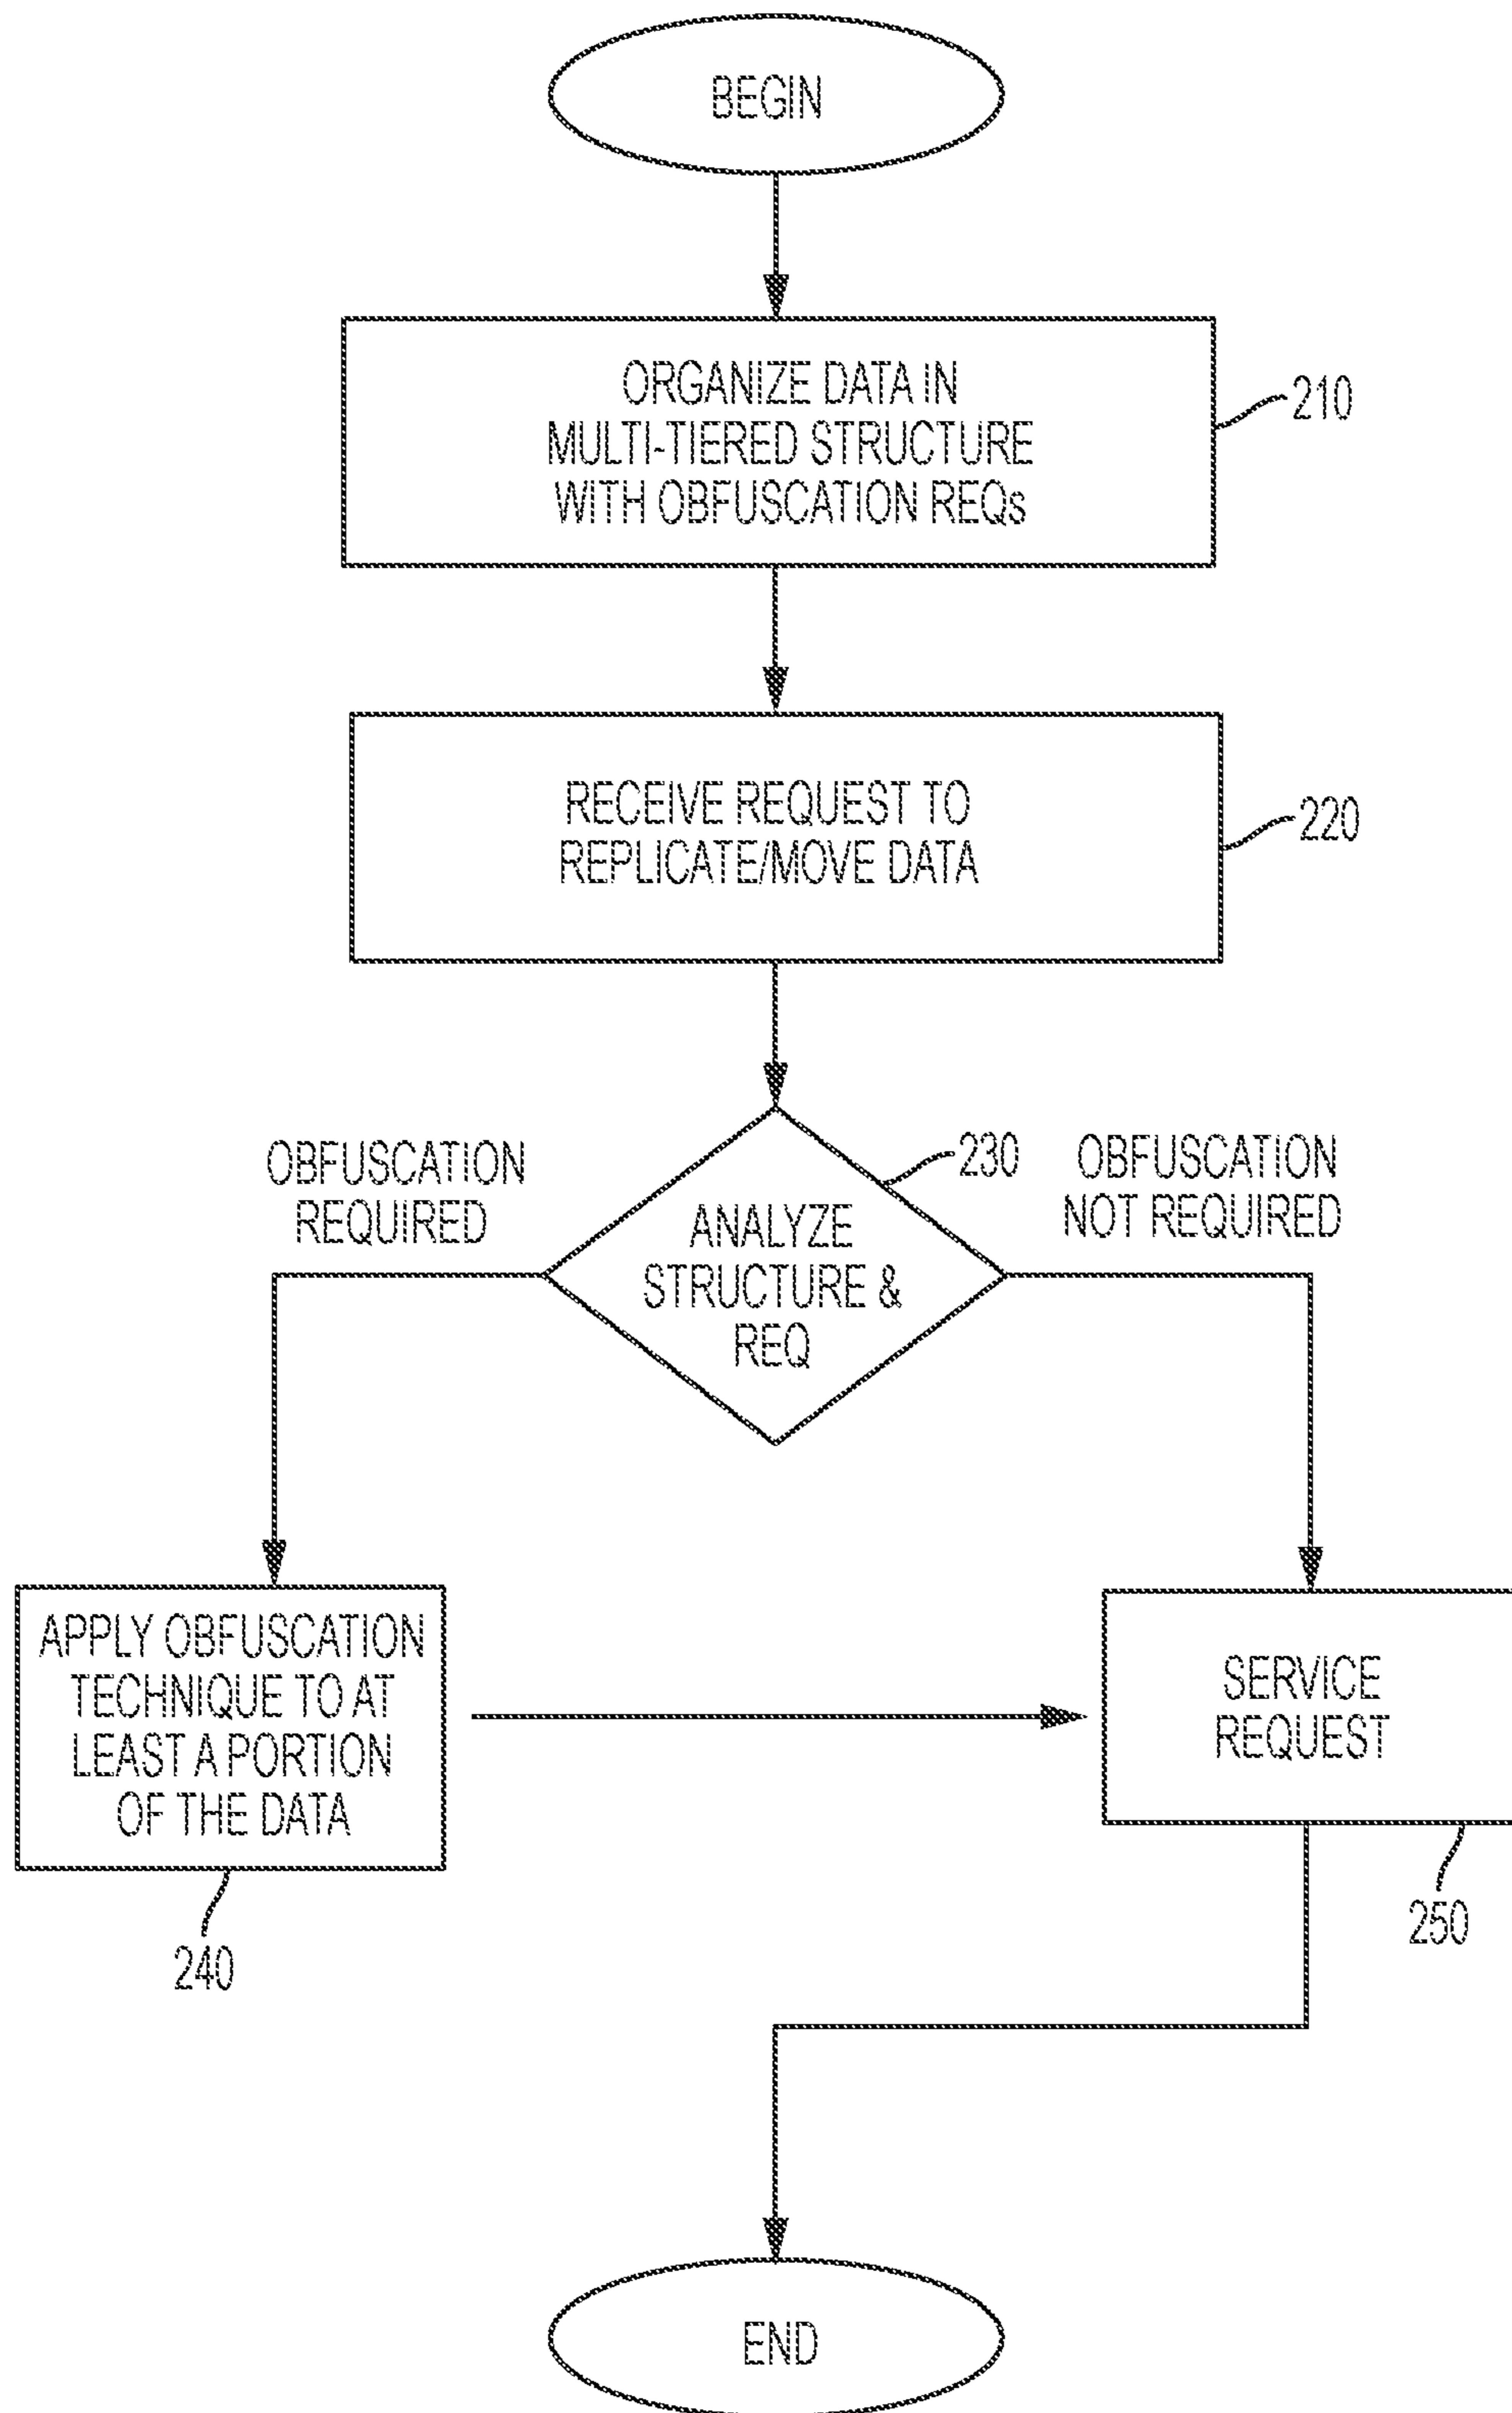 BEGIN
ORGANIZE DATA IN
MULTI-TIERED STRUCTURE
WITH OBFUSCATION REQs
210
RECEIVE REQUEST TO
REPLICATE/MOVE DATA
220
OBFUSCATION
REQUIRED
230
OBFUSCATION
NOT REQUIRED
ANALYZE
STRUCTURE &
REQ
APPLY OBFUSCATION
TECHNIQUE TO AT
LEAST A PORTION
OF THE DATA
240
SERVICE
REQUEST
250
END